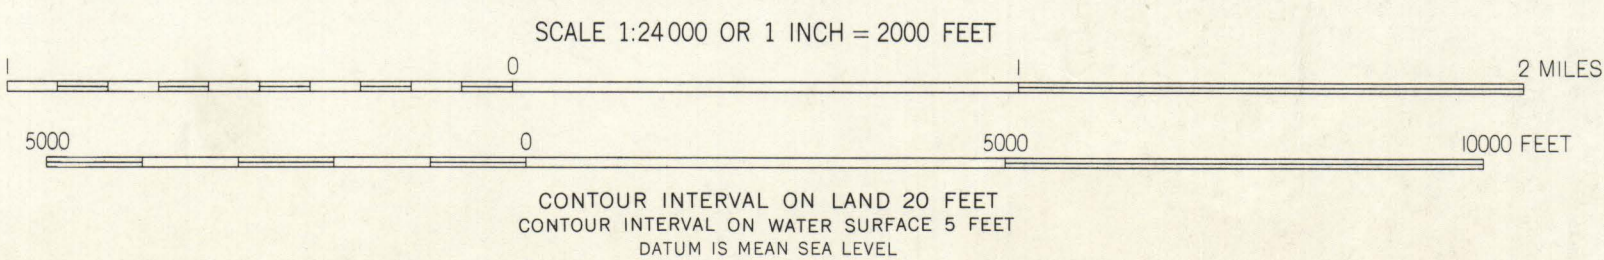 SCALE 1:24000 OR 1 INCH = 2000 FEET
1 0 1 2 MILES
5000 0 5000 10000 FEET
CONTOUR INTERVAL ON LAND 20 FEET
CONTOUR INTERVAL ON WATER SURFACE 5 FEET
DATUM IS MEAN SEA LEVEL